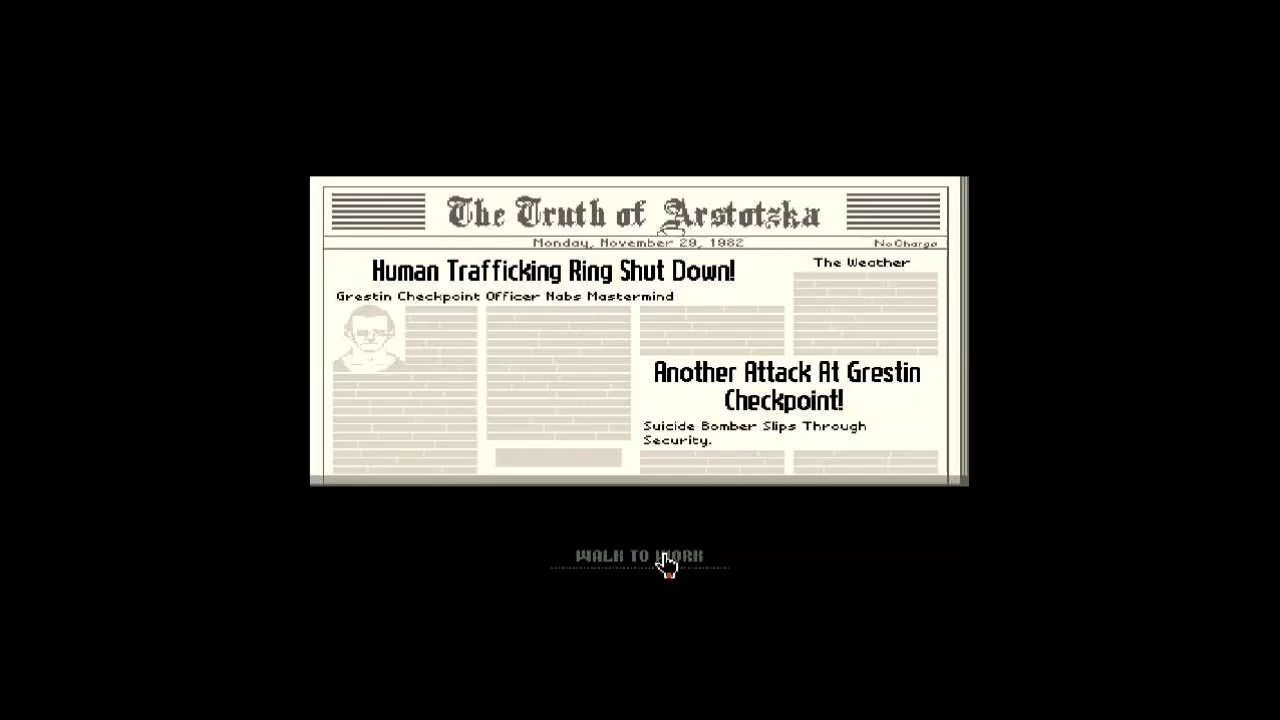 The Truth of Arstotzka
Monday, November 29, 1982
No Charge
Human Trafficking Ring Shut Down!
Grestin Checkpoint Officer Nabs Mastermind
The Weather
Another Attack At Grestin
Checkpoint!
Suicide Bomber Slips Through
Security.
WALK TO WORK